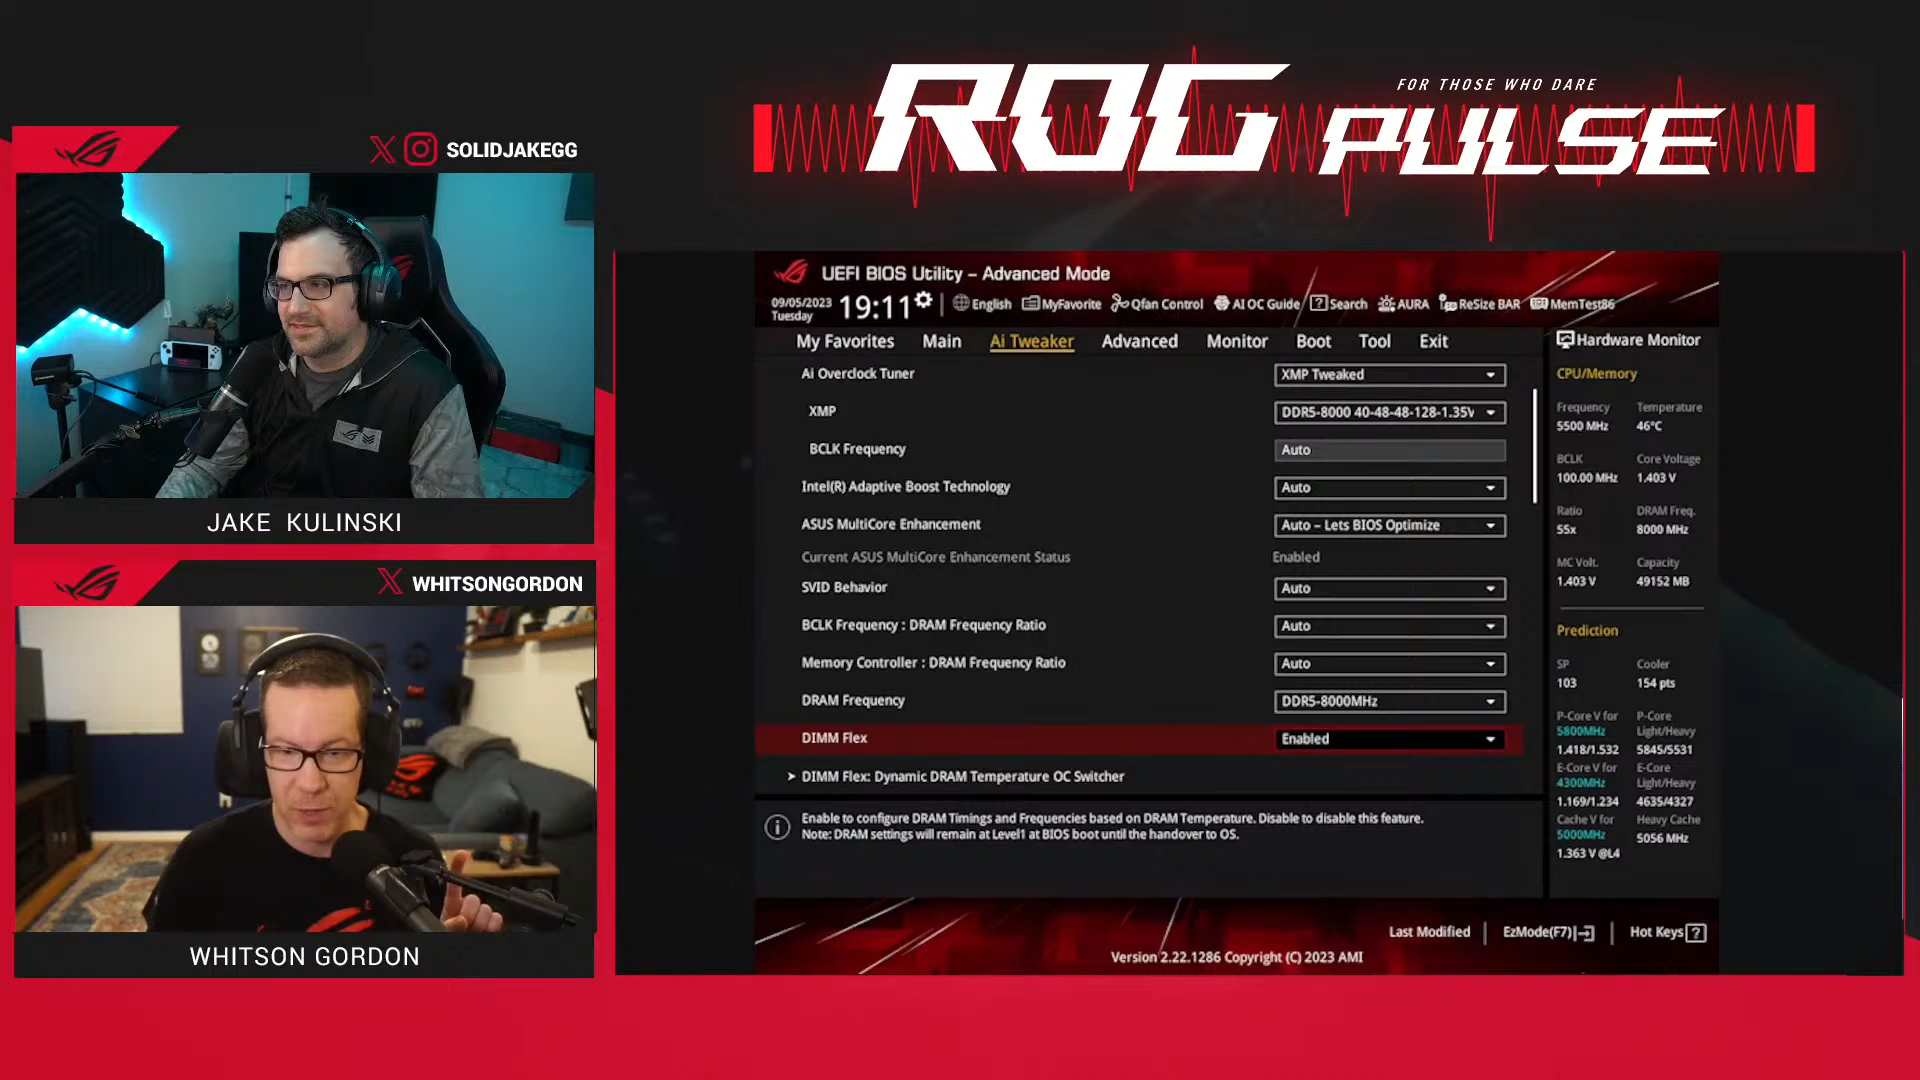 ROG
FOR THOSE WHO DARE
PULSE
SOLIDJAKEGG
JAKE KULINSKI
WHITSONGORDON
WHITSON GORDON
UEFI BIOS Utility – Advanced Mode
09/05/2023
Tuesday
19:11
English
MyFavorite
Qfan Control
AI OC Guide
Search
AURA
ReSize BAR
MemTest86
My Favorites
Main
Ai Tweaker
Advanced
Monitor
Boot
Tool
Exit
Ai Overclock Tuner
XMP Tweaked
XMP
DDR5-8000 40-48-48-128-1.35V
BCLK Frequency
Auto
Intel(R) Adaptive Boost Technology
Auto
ASUS MultiCore Enhancement
Auto – Lets BIOS Optimize
Current ASUS MultiCore Enhancement Status
Enabled
SVID Behavior
Auto
BCLK Frequency : DRAM Frequency Ratio
Auto
Memory Controller : DRAM Frequency Ratio
Auto
DRAM Frequency
DDR5-8000MHz
DIMM Flex
Enabled
DIMM Flex: Dynamic DRAM Temperature OC Switcher
Enable to configure DRAM Timings and Frequencies based on DRAM Temperature. Disable to disable this feature.
Note: DRAM settings will remain at Level1 at BIOS boot until the handover to OS.
Hardware Monitor
CPU/Memory
Frequency Temperature
5500 MHz 46°C
BCLK Core Voltage
100.00 MHz 1.403 V
Ratio DRAM Freq.
55x 8000 MHz
MC Volt. Capacity
1.403 V 49152 MB
Prediction
SP Cooler
103 154 pts
P-Core V for P-Core
5800MHz Light/Heavy
1.418/1.532 5845/5531
E-Core V for E-Core
4300MHz Light/Heavy
1.169/1.234 4635/4327
Cache V for Heavy Cache
5000MHz 5056 MHz
1.363 V @L4
Last Modified
EzMode(F7)
Hot Keys ?
Version 2.22.1286 Copyright (C) 2023 AMI